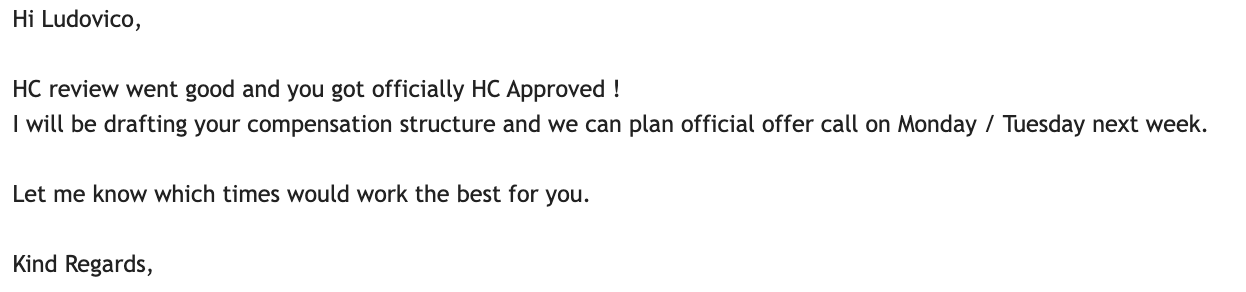 Hi Ludovico,
HC review went good and you got officially HC Approved !
I will be drafting your compensation structure and we can plan official offer call on Monday / Tuesday next week.
Let me know which times would work the best for you.
Kind Regards,